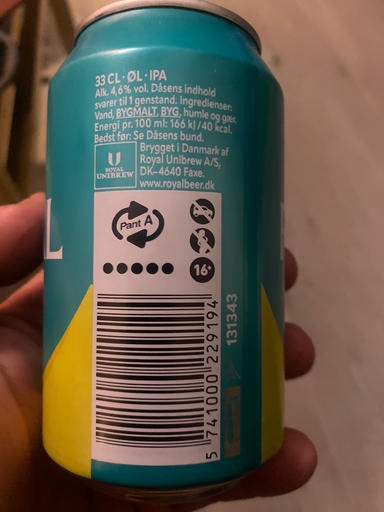 33 CL · ØL · IPA
Alk. 4,6% vol. Dåsens indhold
svarer til 1 genstand. Ingredienser:
Vand, BYGMALT, BYG, humle og gær.
Energi pr. 100 ml: 166 kJ/40 kcal.
Bedst før: Se Dåsens bund.
Brygget i Danmark af
Royal Unibrew A/S,
DK-4640 Faxe.
www.royalbeer.dk
ROYAL
UNIBREW
L
Pant A
16+
131343
5 741000 229194